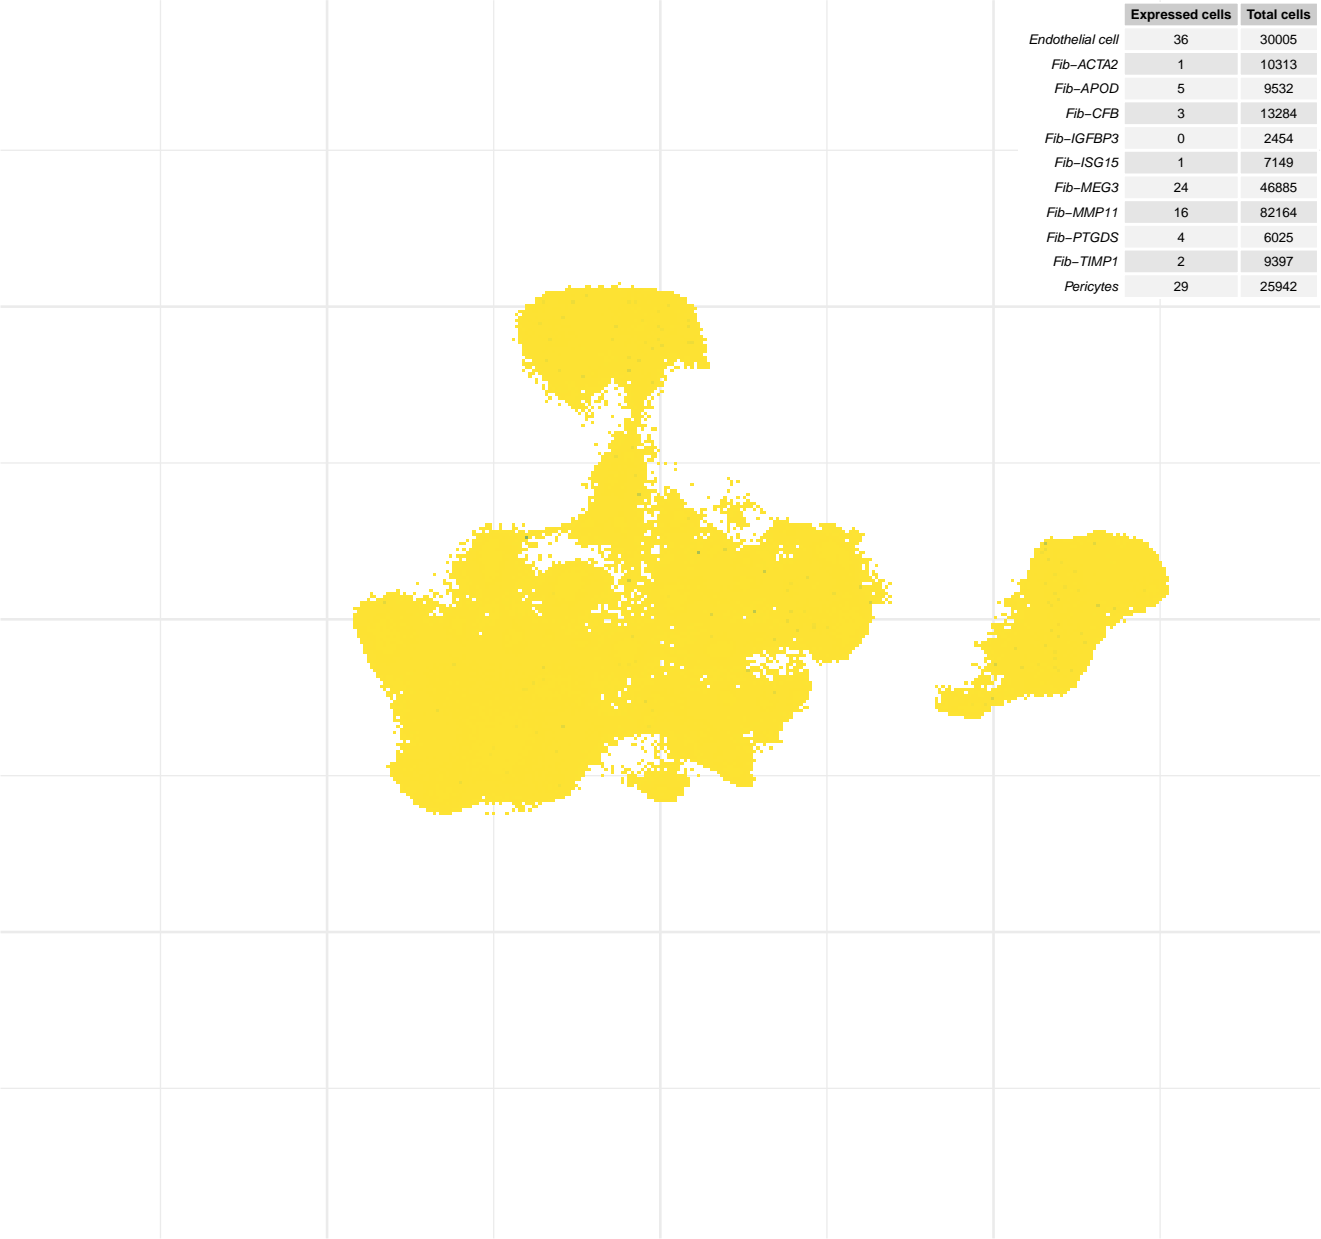 Expressed cells Total cells
Endothelial cell 36 30005
Fib−ACTA2 1 10313
Fib−APOD 5 9532
Fib−CFB 3 13284
Fib−IGFBP3 0 2454
Fib−ISG15 1 7149
Fib−MEG3 24 46885
Fib−MMP11 16 82164
Fib−PTGDS 4 6025
Fib−TIMP1 2 9397
Pericytes 29 25942